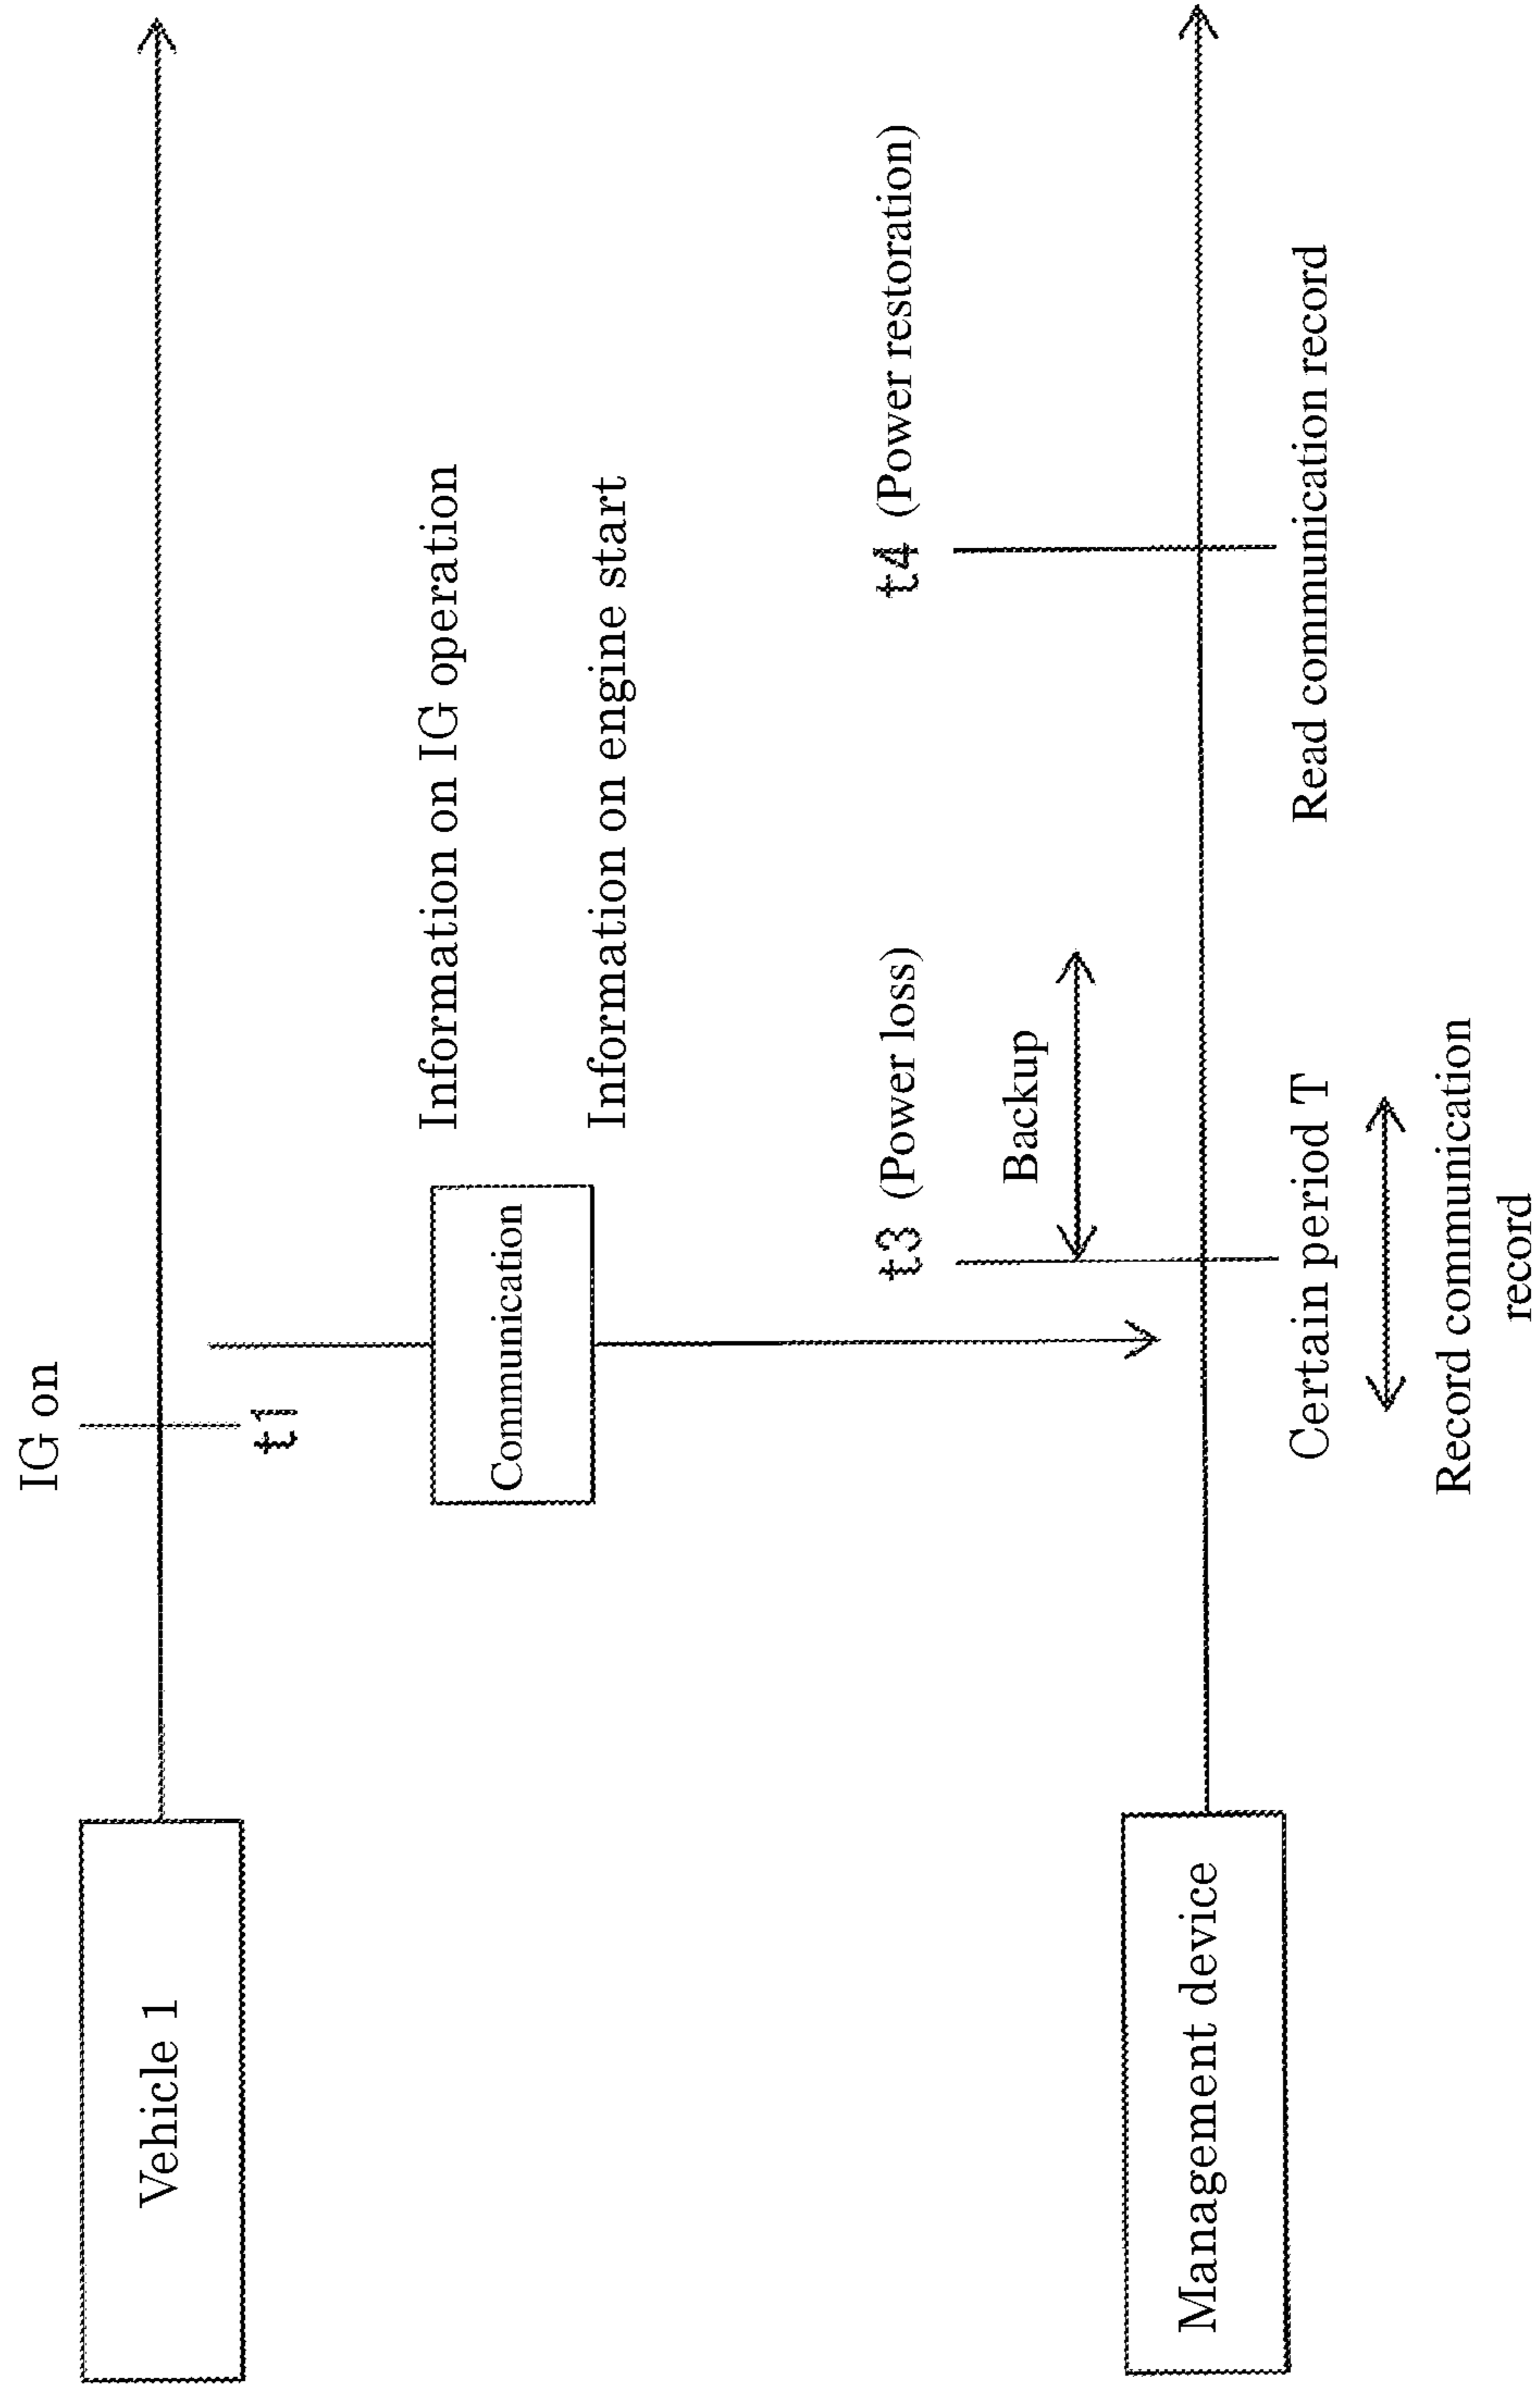 IG on
Vehicle 1
t1
Information on IG operation
Communication
Information on engine start
t3 (Power loss)
t4 (Power restoration)
Backup
Management device
Certain period T
Read communication record
Record communication
record